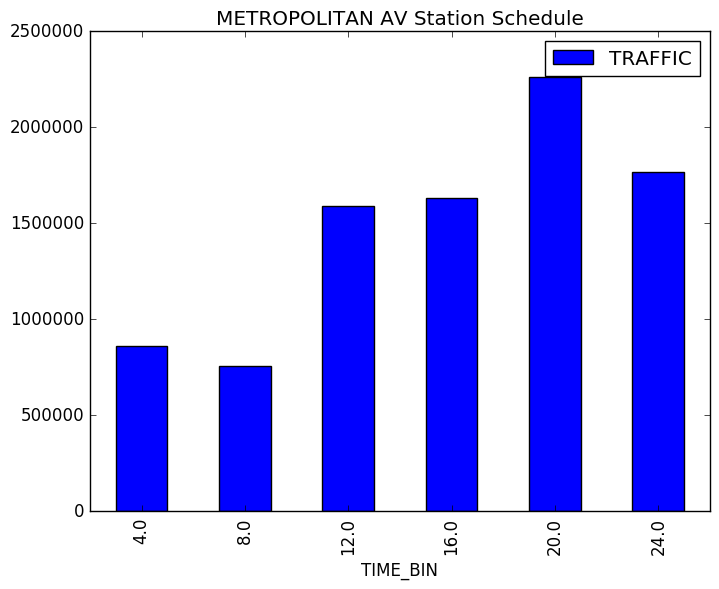 METROPOLITAN AV Station Schedule
2500000
TRAFFIC
2000000
1500000
1000000
500000
0
4.0 8.0 12.0 16.0 20.0 24.0
TIME_BIN